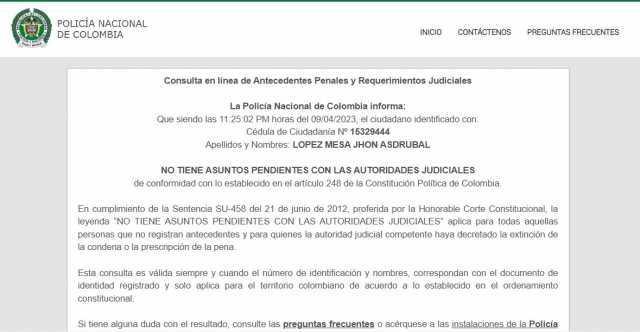 POLICÍA NACIONAL
DE COLOMBIA
INICIO CONTÁCTENOS PREGUNTAS FRECUENTES
Consulta en línea de Antecedentes Penales y Requerimientos Judiciales
La Policía Nacional de Colombia informa:
Que siendo las 11:25:02 PM horas del 09/04/2023, el ciudadano identificado con:
Cédula de Ciudadanía Nº 15329444
Apellidos y Nombres: LOPEZ MESA JHON ASDRUBAL
NO TIENE ASUNTOS PENDIENTES CON LAS AUTORIDADES JUDICIALES
de conformidad con lo establecido en el artículo 248 de la Constitución Política de Colombia.
En cumplimiento de la Sentencia SU-458 del 21 de junio de 2012, proferida por la Honorable Corte Constitucional, la
leyenda "NO TIENE ASUNTOS PENDIENTES CON LAS AUTORIDADES JUDICIALES" aplica para todas aquellas
personas que no registran antecedentes y para quienes la autoridad judicial competente haya decretado la extinción de
la condena o la prescripción de la pena.
Esta consulta es válida siempre y cuando el número de identificación y nombres, correspondan con el documento de
identidad registrado y solo aplica para el territorio colombiano de acuerdo a lo establecido en el ordenamiento
constitucional.
Si tiene alguna duda con el resultado, consulte las preguntas frecuentes o acérquese a las instalaciones de la Policía